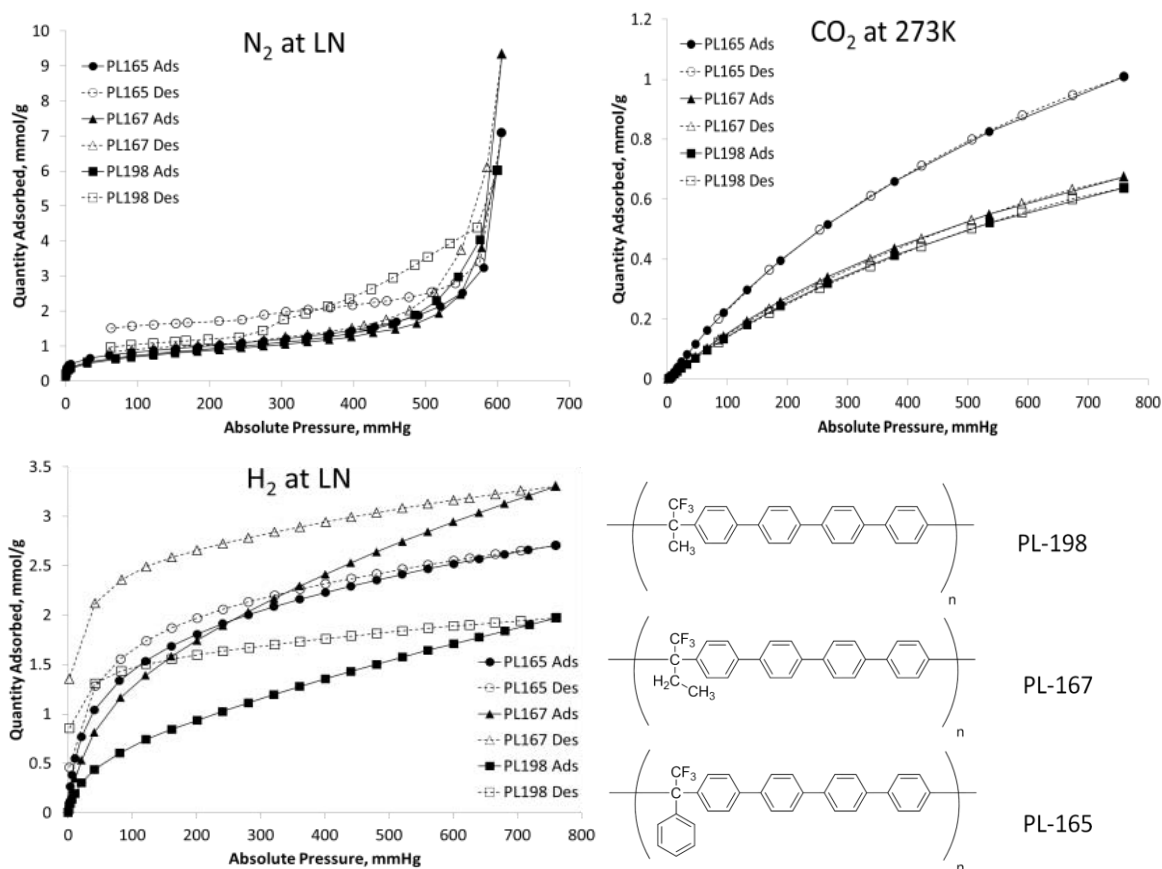 N2 at LN
Quantity Adsorbed, mmol/g
10
9
8
7
6
5
4
3
2
1
0
PL165 Ads
PL165 Des
PL167 Ads
PL167 Des
PL198 Ads
PL198 Des
0 100 200 300 400 500 600 700
Absolute Pressure, mmHg
CO2 at 273K
Quantity Adsorbed, mmol/g
1.2
1
0.8
0.6
0.4
0.2
0
PL165 Ads
PL165 Des
PL167 Ads
PL167 Des
PL198 Ads
PL198 Des
0 100 200 300 400 500 600 700 800
Absolute Pressure, mmHg
H2 at LN
Quantity Adsorbed, mmol/g
3.5
3
2.5
2
1.5
1
0.5
0
PL165 Ads
PL165 Des
PL167 Ads
PL167 Des
PL198 Ads
PL198 Des
0 100 200 300 400 500 600 700 800
Absolute Pressure, mmHg
CF3
C
CH3
n
PL-198
CF3
C
H2C
CH3
n
PL-167
CF3
C
n
PL-165